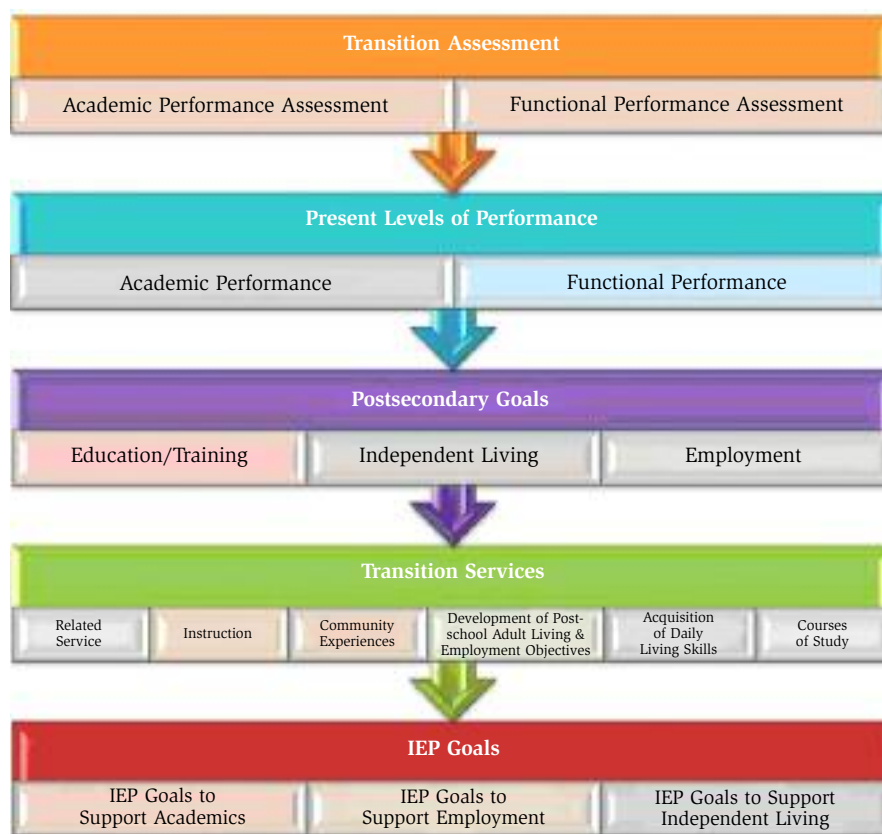 Transition Assessment
Academic Performance Assessment
Functional Performance Assessment
Present Levels of Performance
Academic Performance
Functional Performance
Postsecondary Goals
Education/Training
Independent Living
Employment
Transition Services
Related
Service
Instruction
Community
Experiences
Development of Post-
school Adult Living &
Employment Objectives
Acquisition
of Daily
Living Skills
Courses
of Study
IEP Goals
IEP Goals to
Support Academics
IEP Goals to
Support Employment
IEP Goals to Support
Independent Living